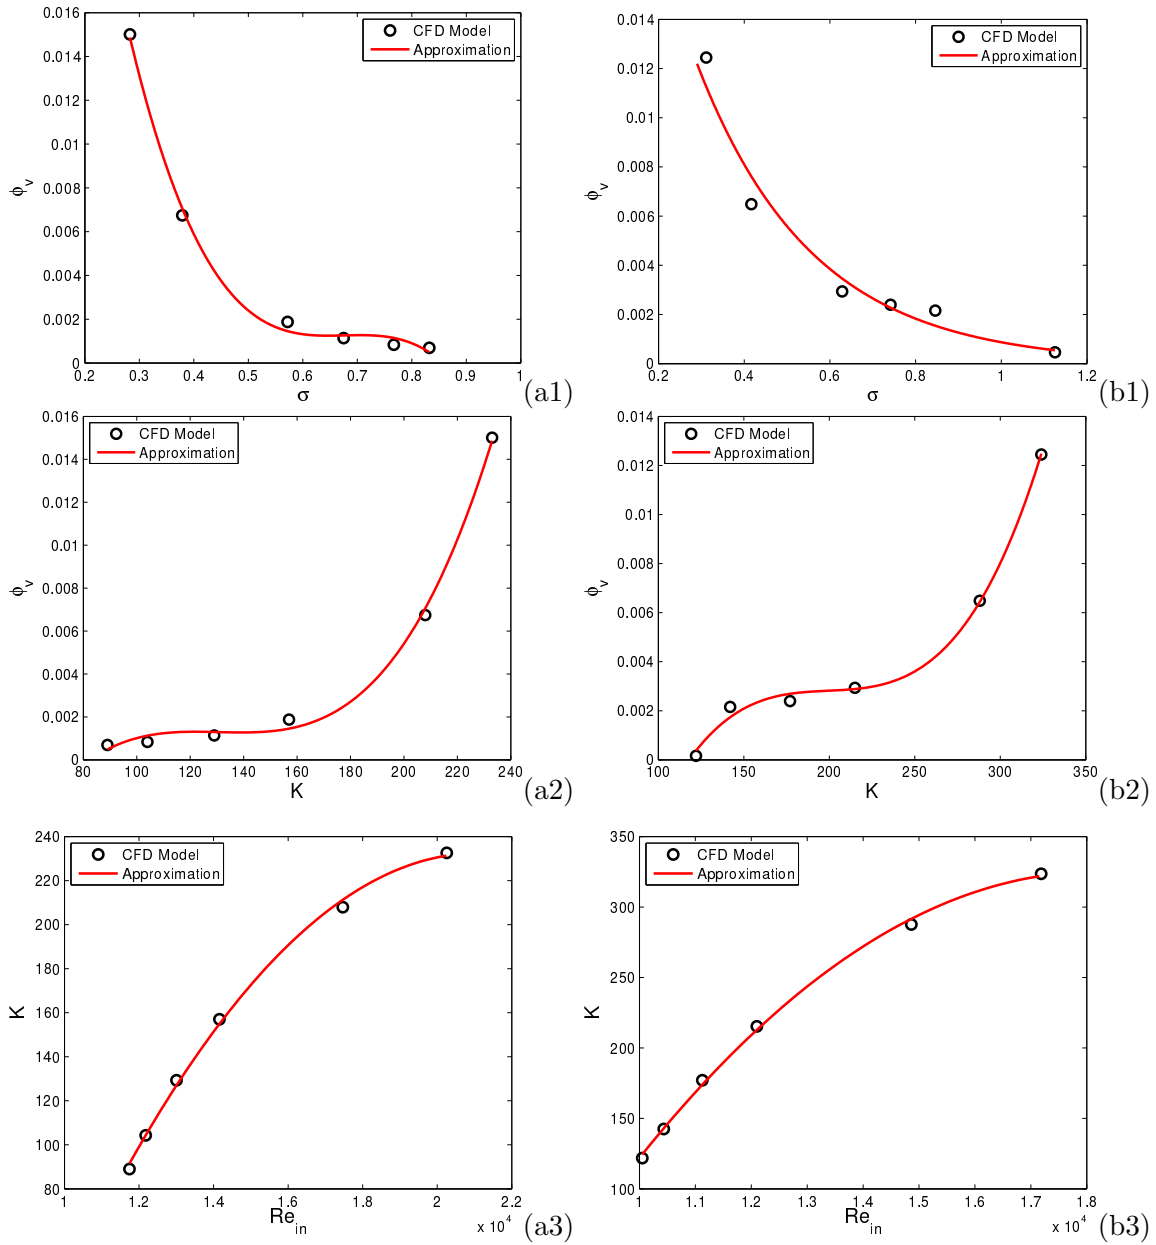 0.016
0.014
0.012
0.01
0.008
0.006
0.004
0.002
0
ϕv
CFD Model
Approximation
0.2 0.3 0.4 0.5 0.6 0.7 0.8 0.9 1
σ
(a1)
0.014
0.012
0.01
0.008
0.006
0.004
0.002
0
ϕv
CFD Model
Approximation
0.2 0.4 0.6 0.8 1 1.2
σ
(b1)
0.016
0.014
0.012
0.01
0.008
0.006
0.004
0.002
0
ϕv
CFD Model
Approximation
80 100 120 140 160 180 200 220 240
K
(a2)
0.014
0.012
0.01
0.008
0.006
0.004
0.002
0
ϕv
CFD Model
Approximation
100 150 200 250 300 350
K
(b2)
240
220
200
180
160
140
120
100
80
K
CFD Model
Approximation
1 1.2 1.4 1.6 1.8 2 2.2
Rein
x 10⁴
(a3)
350
300
250
200
150
100
K
CFD Model
Approximation
1 1.1 1.2 1.3 1.4 1.5 1.6 1.7 1.8
Rein
x 10⁴
(b3)